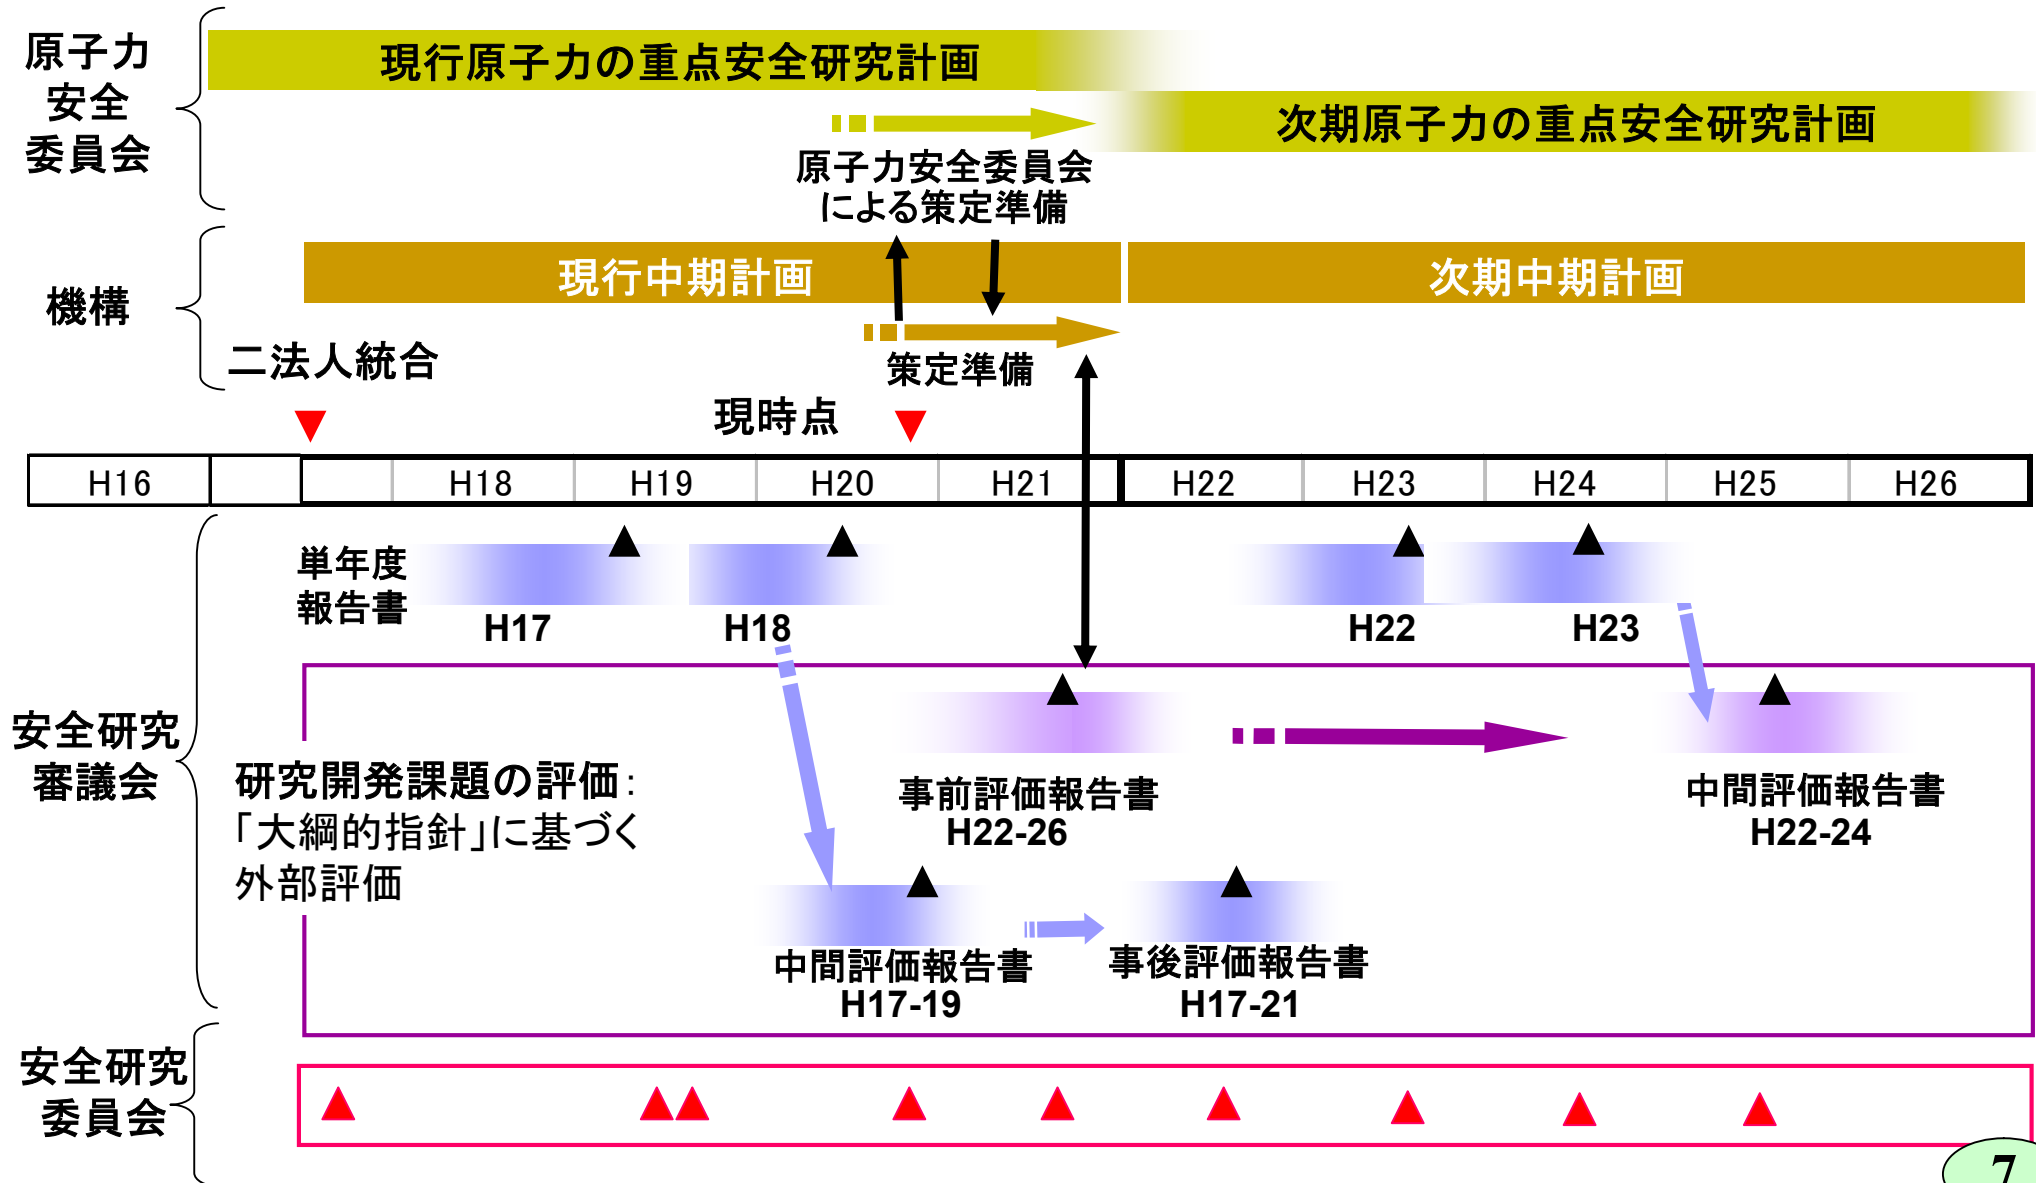 原子力
安全
委員会
現行原子力の重点安全研究計画
次期原子力の重点安全研究計画
原子力安全委員会
による策定準備
機構
現行中期計画
次期中期計画
策定準備
二法人統合
現時点
H16
H18
H19
H20
H21
H22
H23
H24
H25
H26
安全研究
審議会
単年度
報告書
H17
H18
H22
H23
研究開発課題の評価：
「大綱的指針」に基づく
外部評価
事前評価報告書
H22-26
中間評価報告書
H22-24
中間評価報告書
H17-19
事後評価報告書
H17-21
安全研究
委員会
7